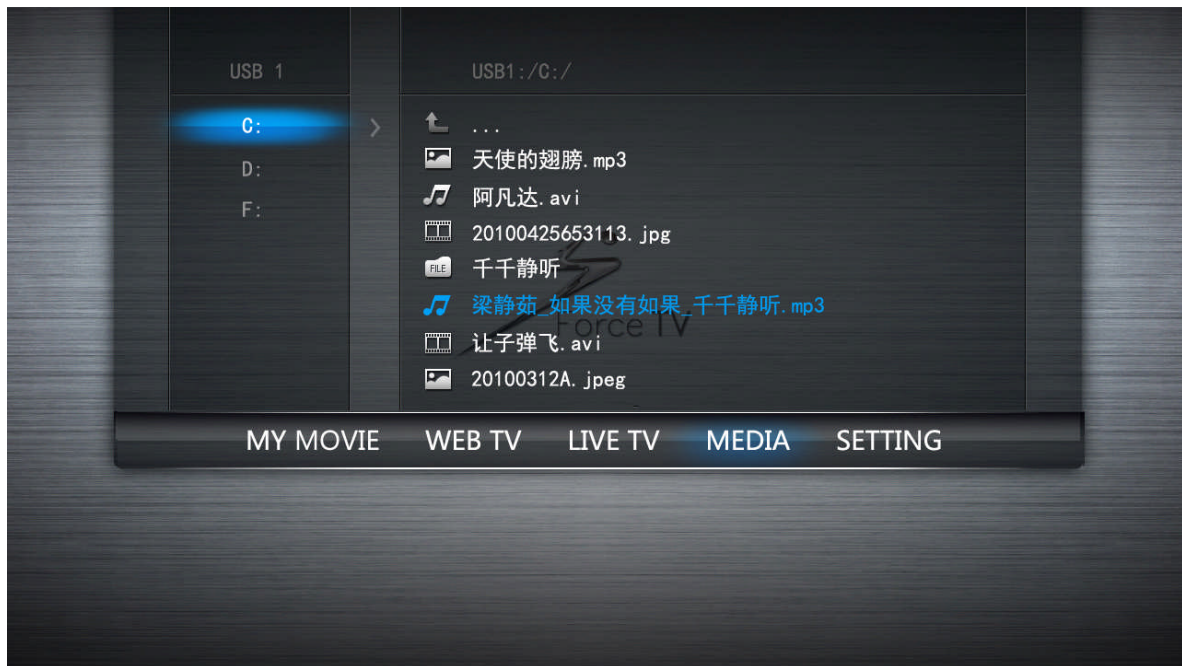 USB 1
USB1:/C:/
C:
D:
F:
...
天使的翅膀.mp3
阿凡达.avi
20100425653113.jpg
FILE
千千静听
梁静茹_如果没有如果_千千静听.mp3
让子弹飞.avi
20100312A.jpeg
Force TV
MY MOVIE WEB TV LIVE TV MEDIA SETTING